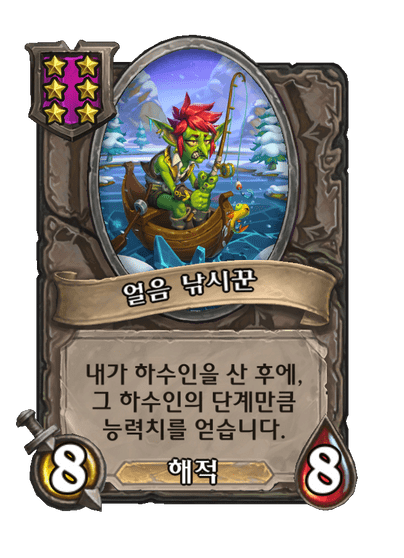 얼음 낚시꾼
내가 하수인을 산 후에,
그 하수인의 단계만큼
능력치를 얻습니다.
8
해적
8